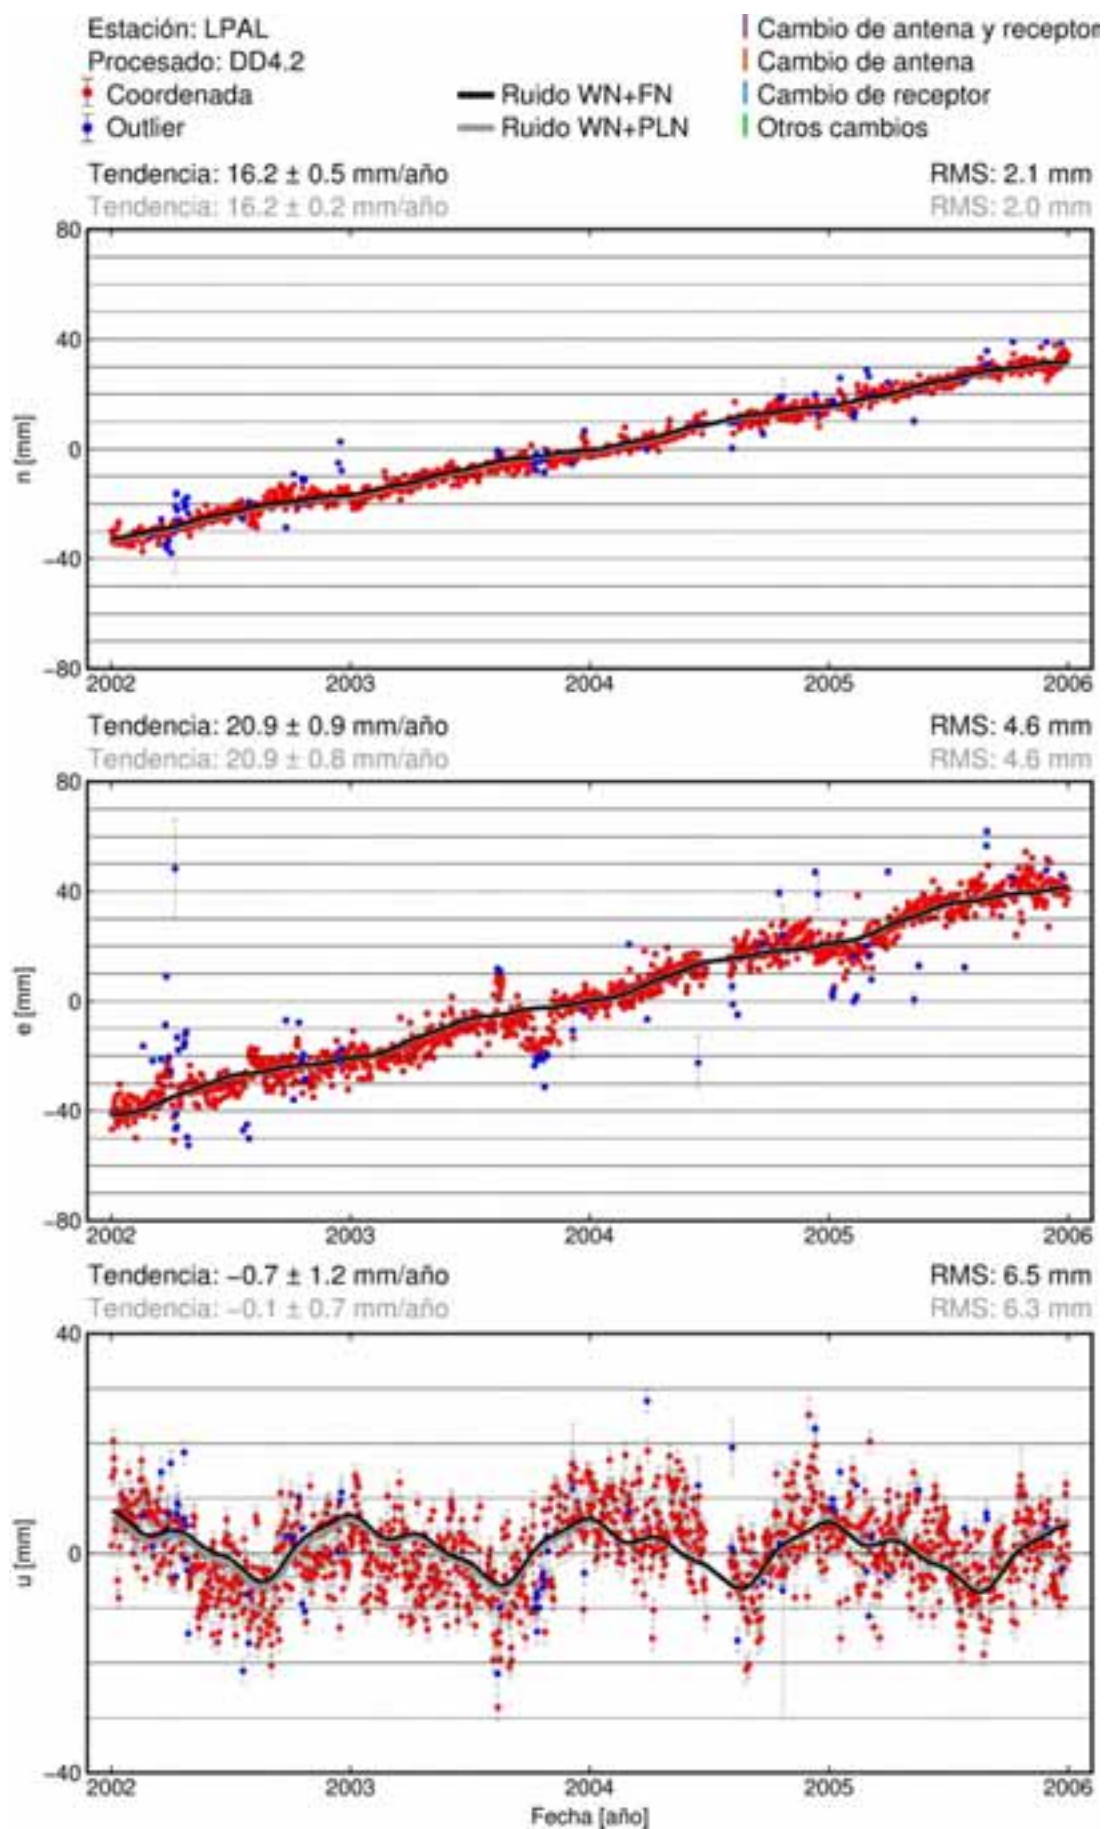 Estación: LPAL
Procesado: DD4.2
Coordenada
Outlier
Ruido WN+FN
Ruido WN+PLN
Cambio de antena y receptor
Cambio de antena
Cambio de receptor
Otros cambios
Tendencia: 16.2 ± 0.5 mm/año RMS: 2.1 mm
Tendencia: 16.2 ± 0.2 mm/año RMS: 2.0 mm
80
40
0
−40
−80
n [mm]
2002 2003 2004 2005 2006
Tendencia: 20.9 ± 0.9 mm/año RMS: 4.6 mm
Tendencia: 20.9 ± 0.8 mm/año RMS: 4.6 mm
80
40
0
−40
−80
e [mm]
2002 2003 2004 2005 2006
Tendencia: −0.7 ± 1.2 mm/año RMS: 6.5 mm
Tendencia: −0.1 ± 0.7 mm/año RMS: 6.3 mm
40
20
0
−20
−40
u [mm]
2002 2003 2004 2005 2006
Fecha [año]